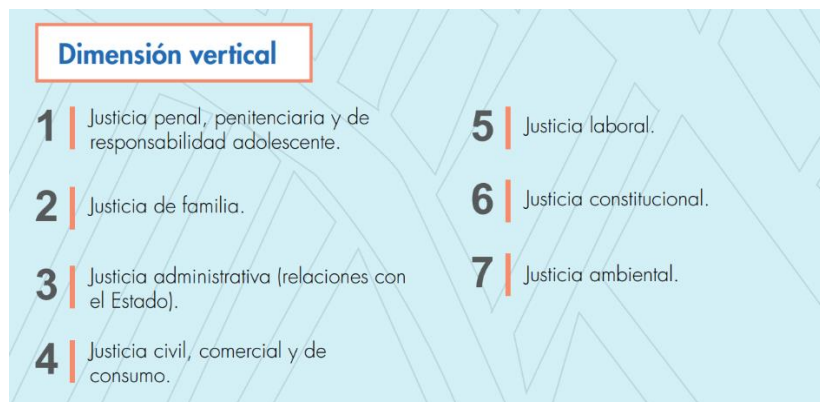 Dimensión vertical
1 Justicia penal, penitenciaria y de
responsabilidad adolescente.
2 Justicia de familia.
3 Justicia administrativa (relaciones con
el Estado).
4 Justicia civil, comercial y de
consumo.
5 Justicia laboral.
6 Justicia constitucional.
7 Justicia ambiental.